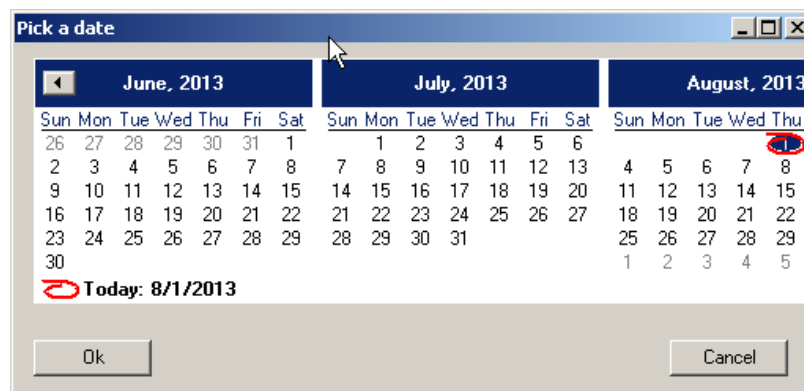 Pick a date
June, 2013 July, 2013 August, 2013
Sun Mon Tue Wed Thu Fri Sat Sun Mon Tue Wed Thu Fri Sat Sun Mon Tue Wed Thu
26 27 28 29 30 31 1 1 2 3 4 5 6 1
2 3 4 5 6 7 8 7 8 9 10 11 12 13 4 5 6 7 8
9 10 11 12 13 14 15 14 15 16 17 18 19 20 11 12 13 14 15
16 17 18 19 20 21 22 21 22 23 24 25 26 27 18 19 20 21 22
23 24 25 26 27 28 29 28 29 30 31 25 26 27 28 29
30 1 2 3 4 5
Today: 8/1/2013
Ok Cancel